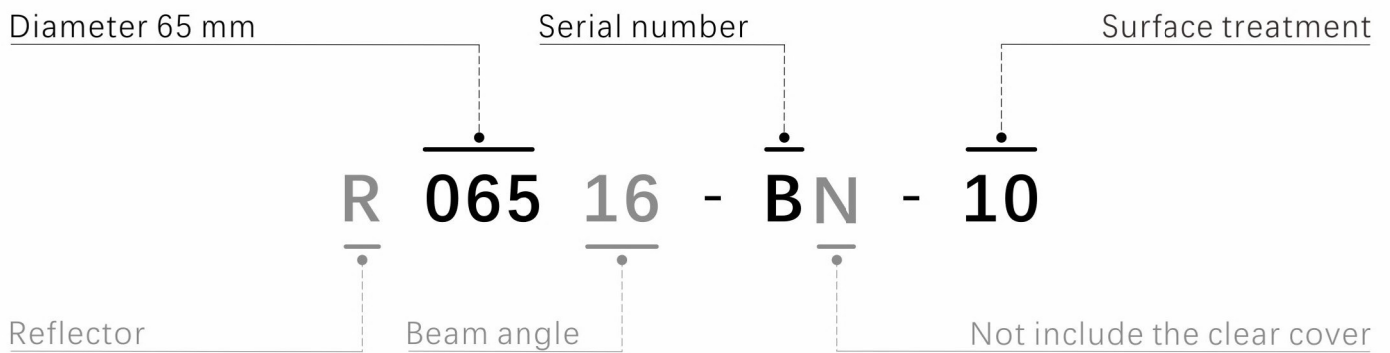 Diameter 65 mm Serial number Surface treatment
R 065 16 - BN - 10
Reflector Beam angle Not include the clear cover